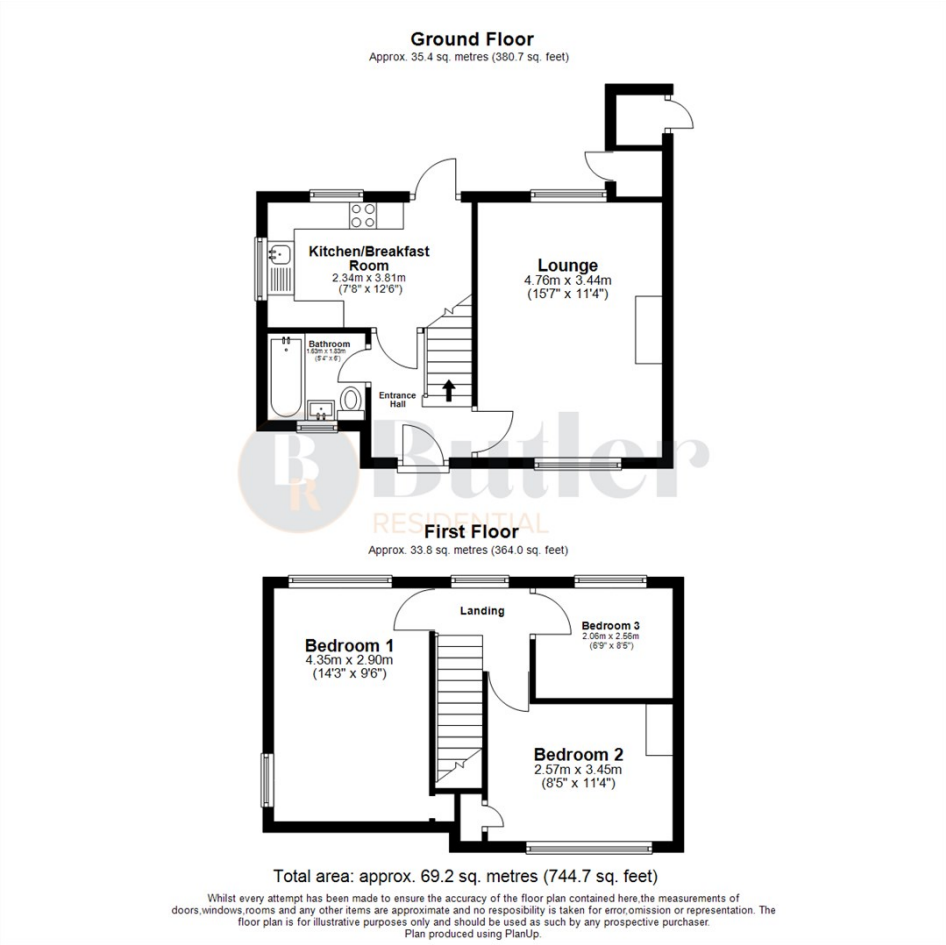 Ground Floor
Approx. 35.4 sq. metres (380.7 sq. feet)
Kitchen/Breakfast
Room
2.34m x 3.81m
(7'8" x 12'6")
Lounge
4.76m x 3.44m
(15'7" x 11'4")
Bathroom
1.63m x 1.83m
(5'4" x 6')
Entrance
Hall
BR
Butler
RESIDENTIAL
First Floor
Approx. 33.8 sq. metres (364.0 sq. feet)
Landing
Bedroom 3
2.06m x 2.56m
(6'9" x 8'5")
Bedroom 1
4.35m x 2.90m
(14'3" x 9'6")
Bedroom 2
2.57m x 3.45m
(8'5" x 11'4")
Total area: approx. 69.2 sq. metres (744.7 sq. feet)
Whilst every attempt has been made to ensure the accuracy of the floor plan contained here,the measurements of
doors,windows,rooms and any other items are approximate and no resposibility is taken for error,omission or representation. The
floor plan is for illustrative purposes only and should be used as such by any prospective purchaser.
Plan produced using PlanUp.